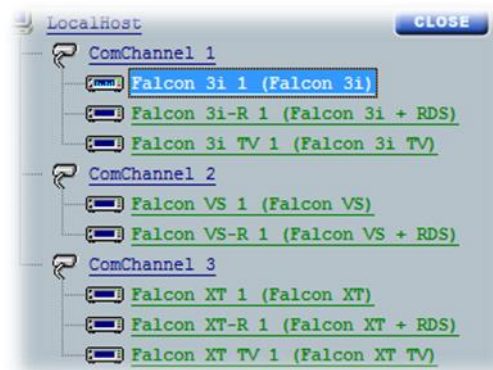 LocalHost
CLOSE
ComChannel 1
Falcon 3i 1 (Falcon 3i)
Falcon 3i-R 1 (Falcon 3i + RDS)
Falcon 3i TV 1 (Falcon 3i TV)
ComChannel 2
Falcon VS 1 (Falcon VS)
Falcon VS-R 1 (Falcon VS + RDS)
ComChannel 3
Falcon XT 1 (Falcon XT)
Falcon XT-R 1 (Falcon XT + RDS)
Falcon XT TV 1 (Falcon XT TV)